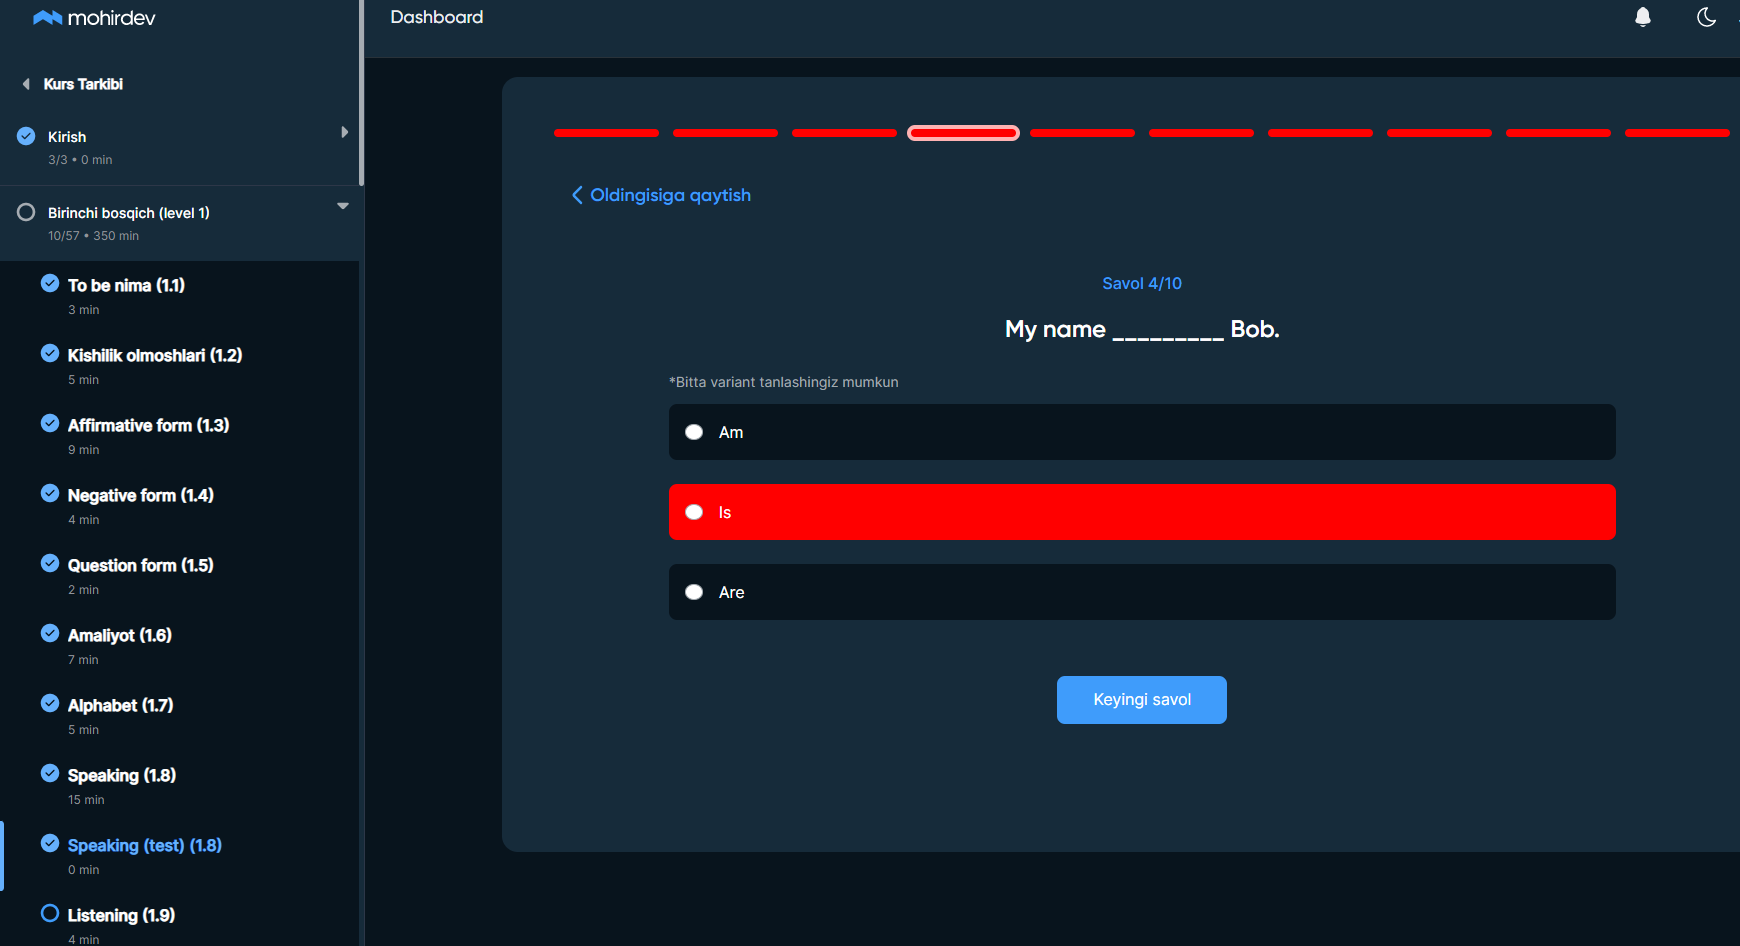 mohirdev
Dashboard
Kurs Tarkibi
Kirish
3/3 • 0 min
Birinchi bosqich (level 1)
10/57 • 350 min
To be nima (1.1)
3 min
Kishilik olmoshlari (1.2)
5 min
Affirmative form (1.3)
9 min
Negative form (1.4)
4 min
Question form (1.5)
2 min
Amaliyot (1.6)
7 min
Alphabet (1.7)
5 min
Speaking (1.8)
15 min
Speaking (test) (1.8)
0 min
Listening (1.9)
4 min
Oldingisiga qaytish
Savol 4/10
My name _________ Bob.
*Bitta variant tanlashingiz mumkun
Am
Is
Are
Keyingi savol